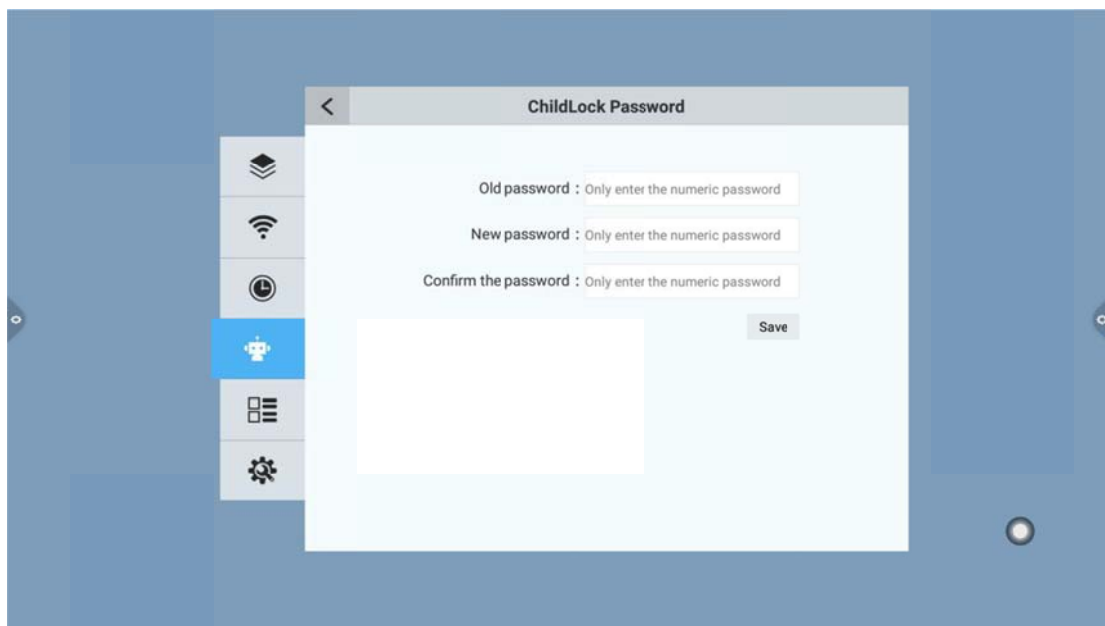 ChildLock Password
Old password : Only enter the numeric password
New password : Only enter the numeric password
Confirm the password : Only enter the numeric password
Save